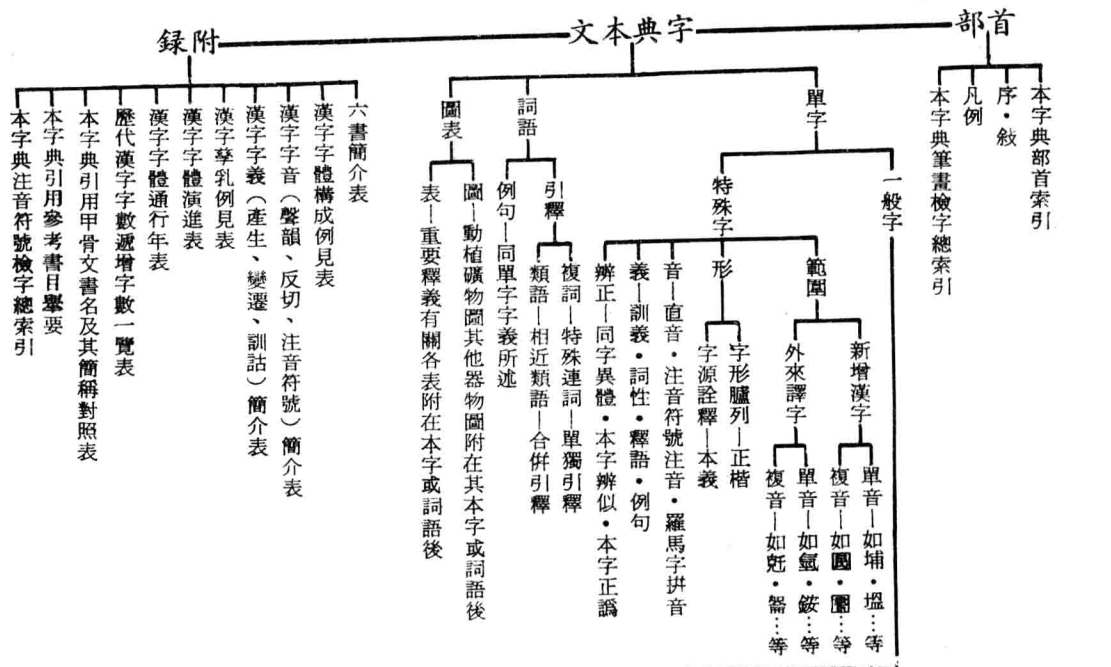 部首
本字典部首索引
序・敍
凡例
本字典筆畫檢字總索引
字典本文
單字
一般字
特殊字
範圍
新增漢字
單音—如埔・塭…等
複音—如圕・圞…等
外來譯字
單音—如氫・銨…等
複音—如兛・嗧…等
形
字形臚列—正楷
字源詮釋—本義
音—直音・注音符號注音・羅馬字拼音
義—訓義・詞性・釋語・例句
辨正—同字異體・本字辨似・本字正譌
詞語
引釋
複詞—特殊連詞—單獨引釋
類語—相近類語—合併引釋
例句—同單字字義所述
圖表
圖—動植礦物圖其他器物圖附在其本字或詞語後
表—重要釋義有關各表附在本字或詞語後
附録
六書簡介表
漢字字體構成例見表
漢字字音（聲韻、反切、注音符號）簡介表
漢字字義（產生、變遷、訓詁）簡介表
漢字孳乳例見表
漢字字體演進表
漢字字體通行年表
歷代漢字字數遞增字數一覽表
本字典引用甲骨文書名及其簡稱對照表
本字典引用參考書目舉要
本字典注音符號檢字總索引